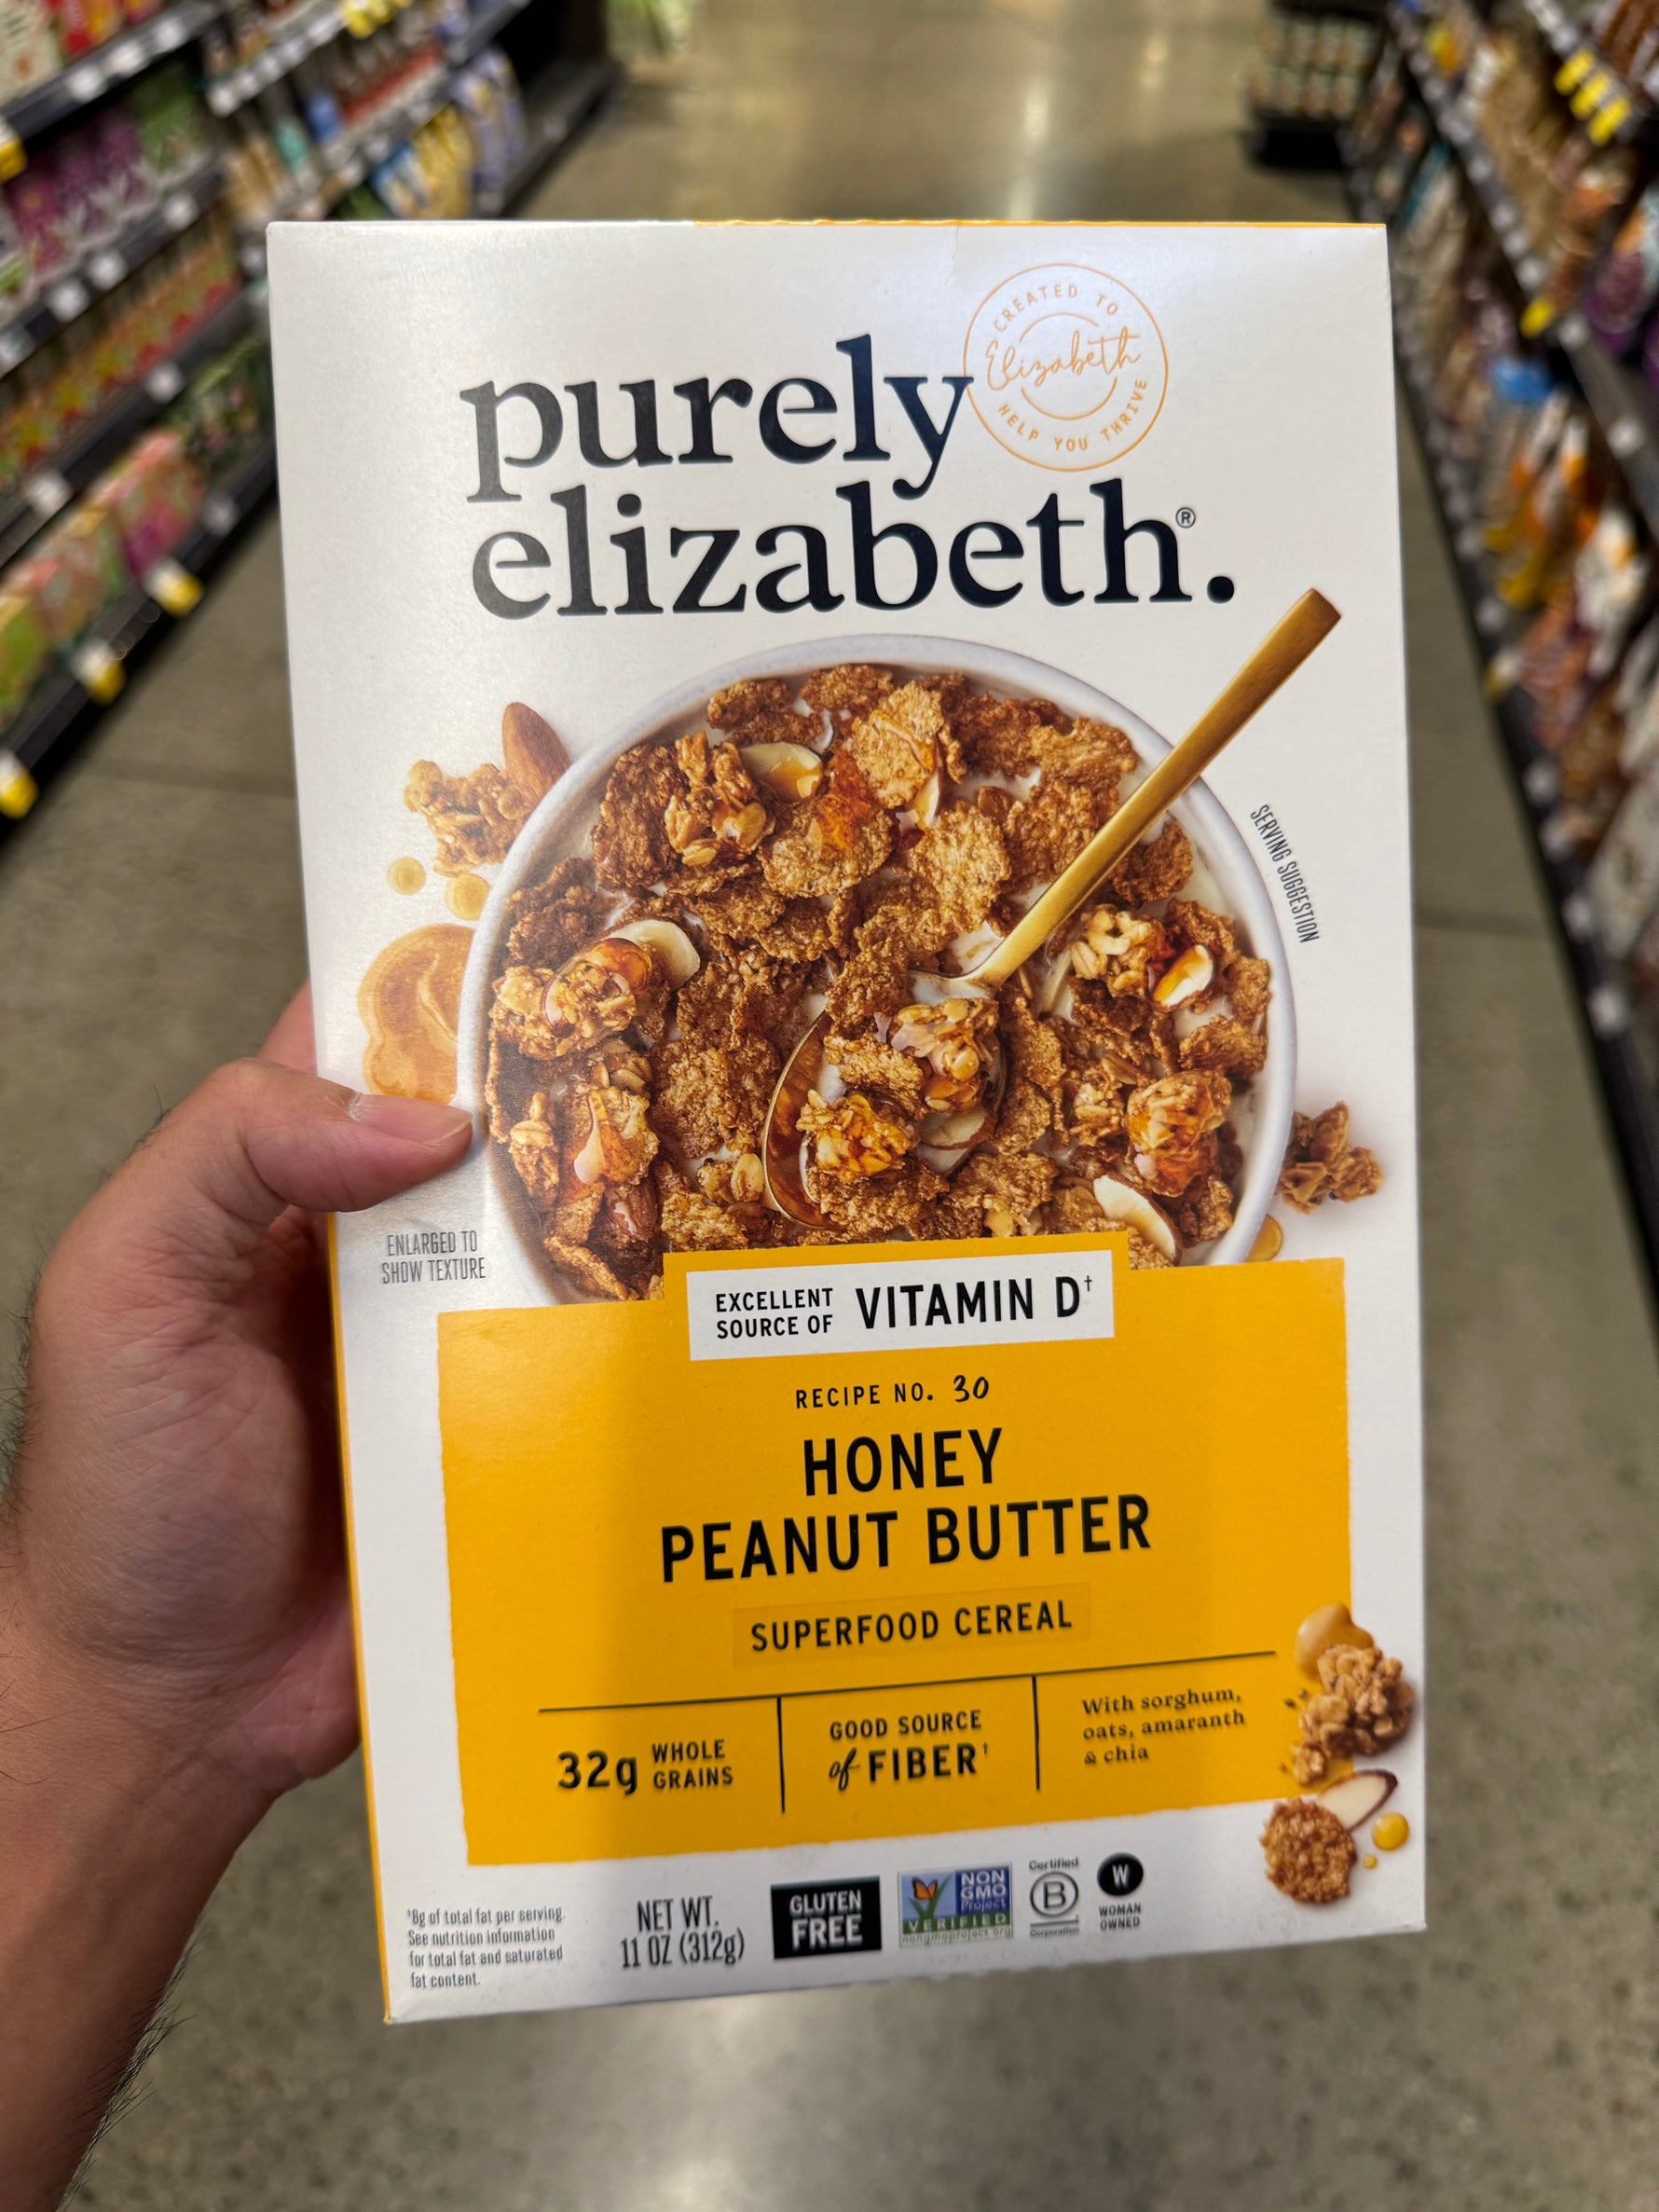 CREATED TO
Elizabeth
HELP YOU THRIVE
purely
elizabeth.®
SERVING SUGGESTION
ENLARGED TO
SHOW TEXTURE
EXCELLENT
SOURCE OF
VITAMIN D†
RECIPE NO. 30
HONEY
PEANUT BUTTER
SUPERFOOD CEREAL
32g
WHOLE
GRAINS
GOOD SOURCE
of FIBER†
With sorghum,
oats, amaranth
& chia
†8g of total fat per serving.
See nutrition information
for total fat and saturated
fat content.
NET WT.
11 OZ (312g)
GLUTEN
FREE
NON
GMO
Project
VERIFIED
nongmoproject.org
Certified
B
Corporation
W
WOMAN
OWNED